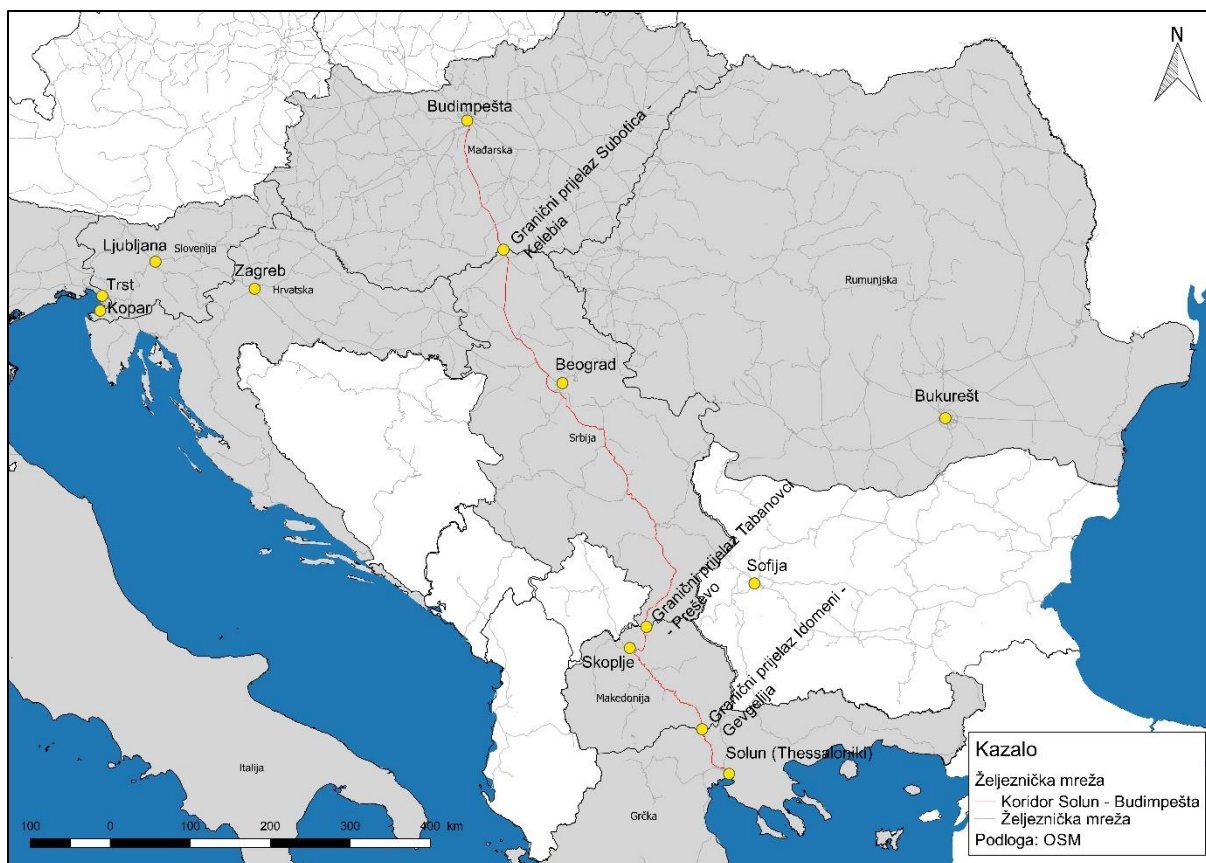 N
Budimpešta
Mađarska
Granični prijelaz Subotica -
Kelebia
Ljubljana
Slovenija
Zagreb
Hrvatska
Trst
Kopar
Rumunjska
Beograd
Bukurešt
Srbija
Granični prijelaz Tabanovci
- Preševo
Sofija
Granični prijelaz Idomeni -
Gevgelija
Skoplje
Makedonija
Solun (Thessaloniki)
Italija
Grčka
100 0 100 200 300 400 km
Kazalo
Željeznička mreža
Koridor Solun - Budimpešta
Željeznička mreža
Podloga: OSM